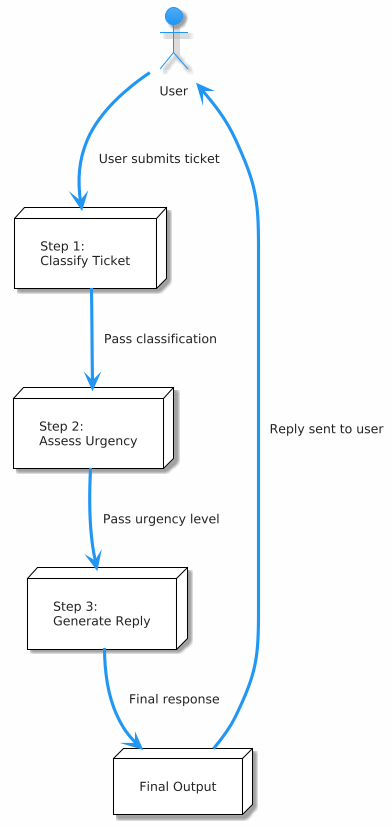 User
User submits ticket
Step 1:
Classify Ticket
Pass classification
Step 2:
Assess Urgency
Reply sent to user
Pass urgency level
Step 3:
Generate Reply
Final response
Final Output